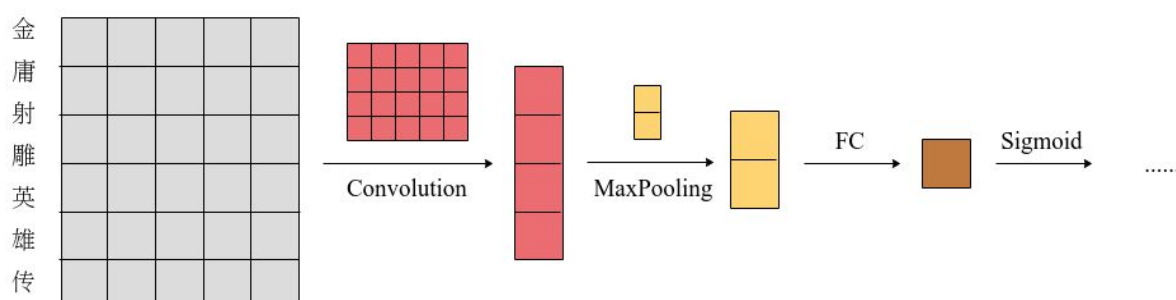 金
庸
射
雕
英
雄
传
Convolution
MaxPooling
FC
Sigmoid
......